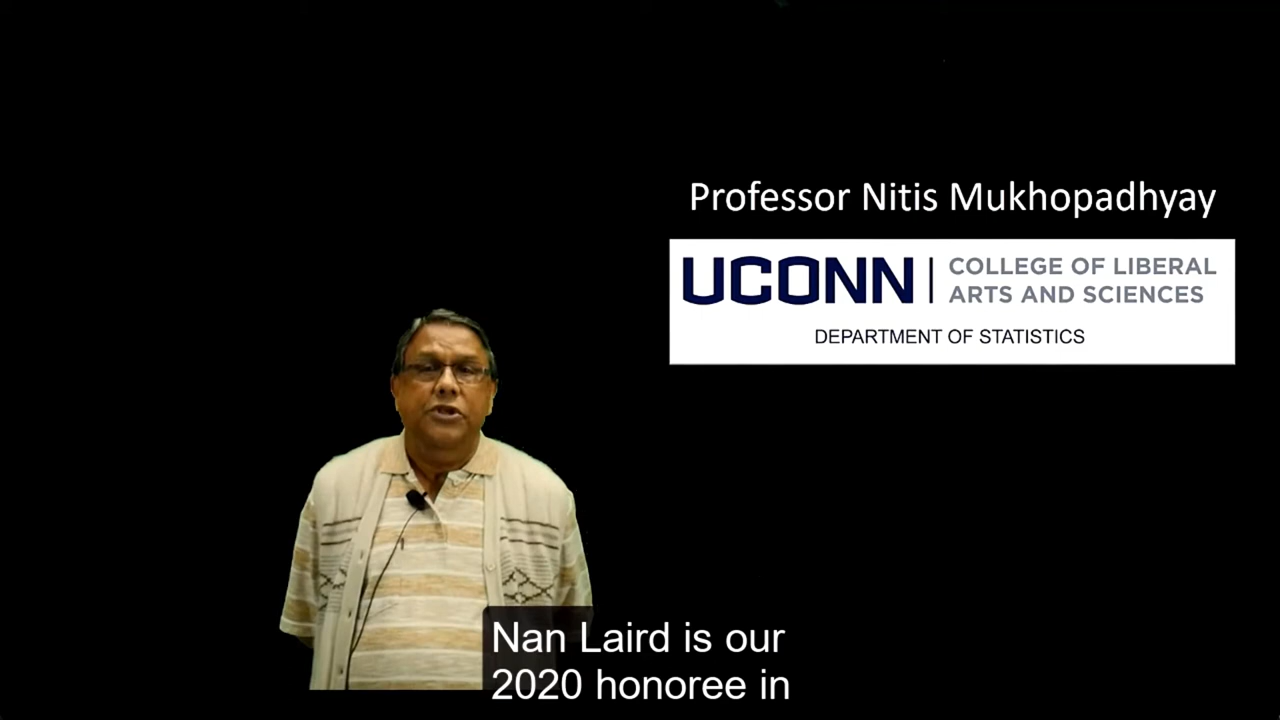 Professor Nitis Mukhopadhyay
UCONN | COLLEGE OF LIBERAL
ARTS AND SCIENCES
DEPARTMENT OF STATISTICS
Nan Laird is our
2020 honoree in